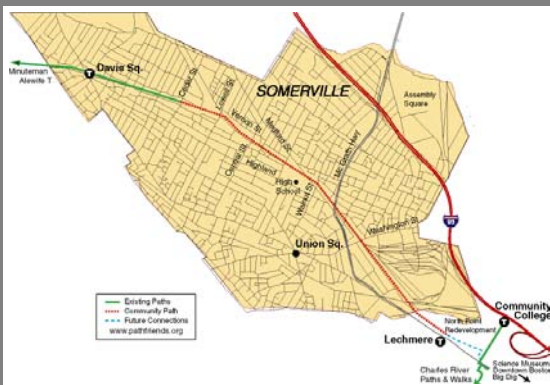 Minuteman
Alewife T
T
Davis Sq.
Cedar St.
Lowell St.
Vernon St.
Central St.
Highland
Medford St.
High
School
Walnut St.
SOMERVILLE
Mc Grath Hwy
Assembly
Square
Washington St.
Union Sq.
93
Existing Paths
Community Path
Future Connections
www.pathfriends.org
North Point
Redevelopment
Community
College
T
Lechmere
T
Charles River
Paths & Walks
Science Museum
Downtown Boston
Big Dig